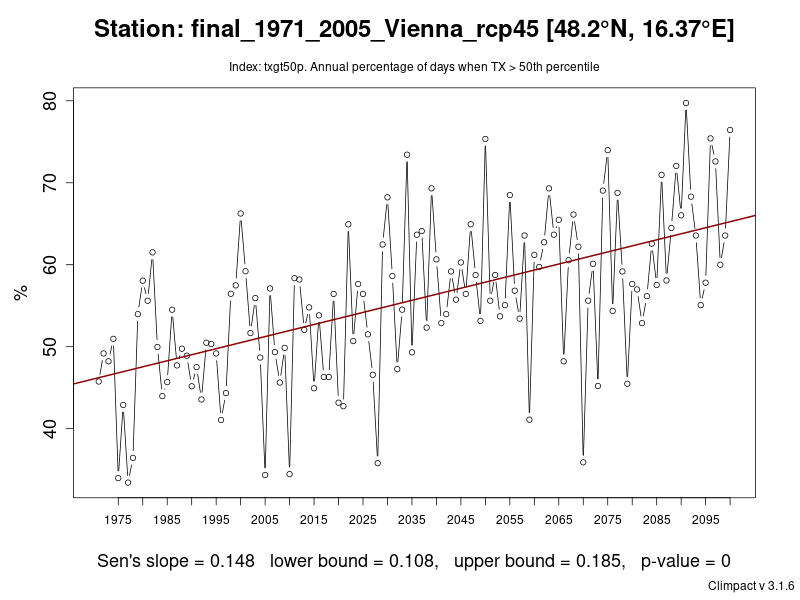 Station: final_1971_2005_Vienna_rcp45 [48.2°N, 16.37°E]
Index: txgt50p. Annual percentage of days when TX > 50th percentile
80
70
60
50
40
%
1975 1985 1995 2005 2015 2025 2035 2045 2055 2065 2075 2085 2095
Sen's slope = 0.148 lower bound = 0.108, upper bound = 0.185, p-value = 0
Climpact v 3.1.6